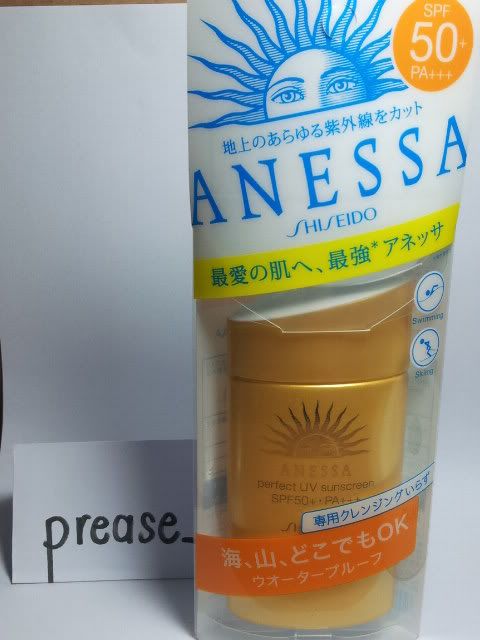 SPF
50+
PA+++
地上のあらゆる紫外線をカット
ANESSA
SHISEIDO
最愛の肌へ、最強*アネッサ
Swimming
Skiing
ANESSA
perfect UV sunscreen
SPF50+・PA+++
専用クレンジングいらず
海、山、どこでもOK
ウオータープルーフ
prease_